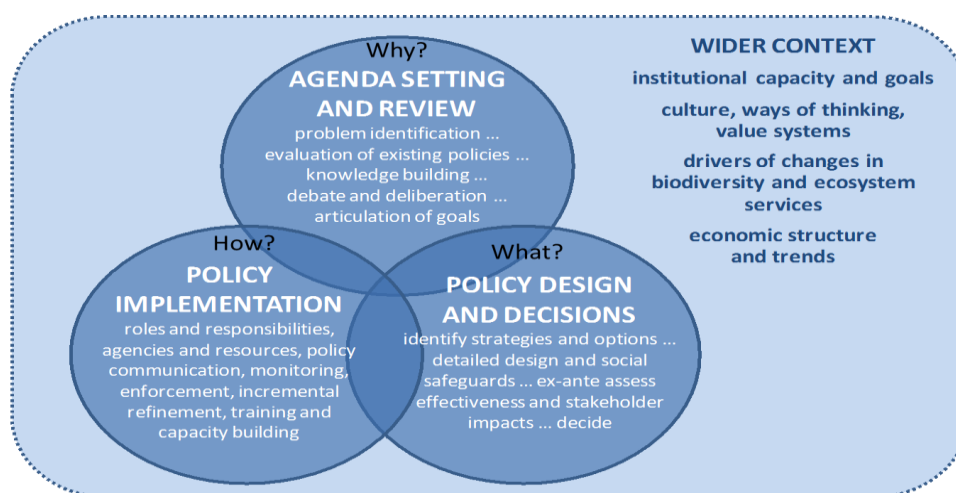 Why?
AGENDA SETTING
AND REVIEW
problem identification ...
evaluation of existing policies ...
knowledge building ...
debate and deliberation ...
articulation of goals
How?
POLICY
IMPLEMENTATION
roles and responsibilities,
agencies and resources, policy
communication, monitoring,
enforcement, incremental
refinement, training and
capacity building
What?
POLICY DESIGN
AND DECISIONS
identify strategies and options ...
detailed design and social
safeguards ... ex-ante assess
effectiveness and stakeholder
impacts ... decide
WIDER CONTEXT
institutional capacity and goals
culture, ways of thinking,
value systems
drivers of changes in
biodiversity and ecosystem
services
economic structure
and trends